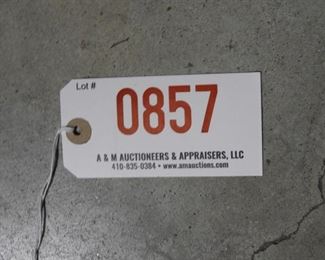 Lot #
0857
A & M AUCTIONEERS & APPRAISERS, LLC
410-835-0384 • www.amauctions.com